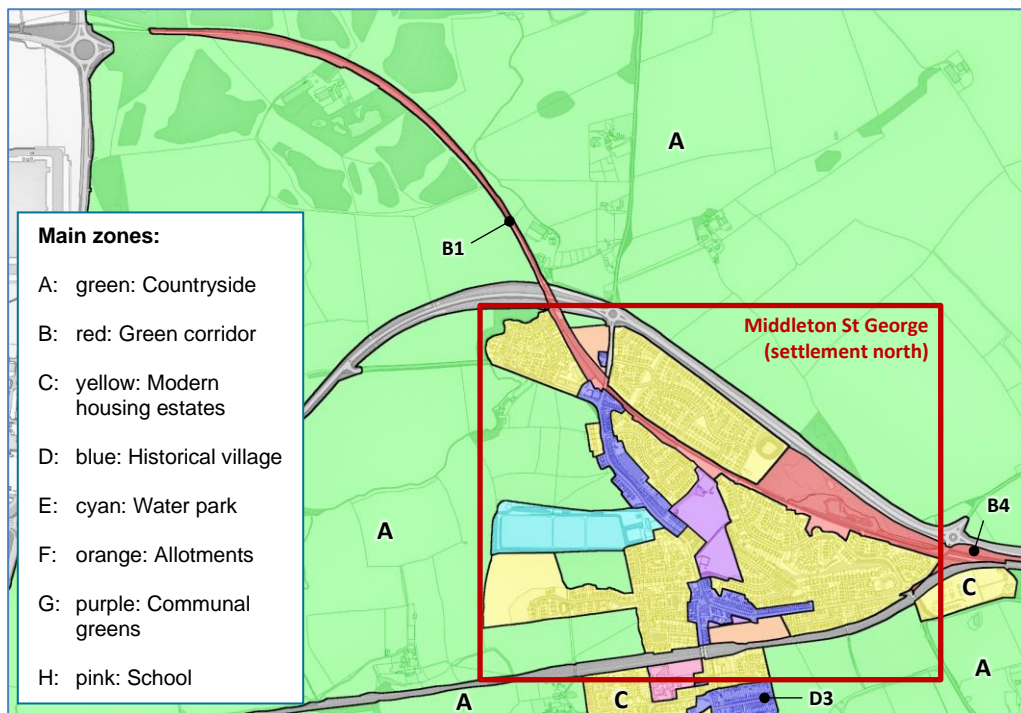 A
B1
Main zones:
A: green: Countryside
B: red: Green corridor
C: yellow: Modern
housing estates
D: blue: Historical village
E: cyan: Water park
F: orange: Allotments
G: purple: Communal
greens
H: pink: School
Middleton St George
(settlement north)
A
B4
C
A
A
C
D3